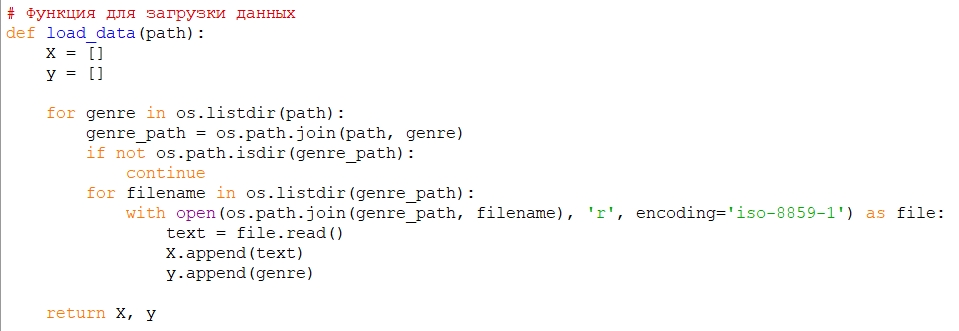 # Функция для загрузки данных
def load_data(path):
    X = []
    y = []

    for genre in os.listdir(path):
        genre_path = os.path.join(path, genre)
        if not os.path.isdir(genre_path):
            continue
        for filename in os.listdir(genre_path):
            with open(os.path.join(genre_path, filename), 'r', encoding='iso-8859-1') as file:
                text = file.read()
                X.append(text)
                y.append(genre)

    return X, y